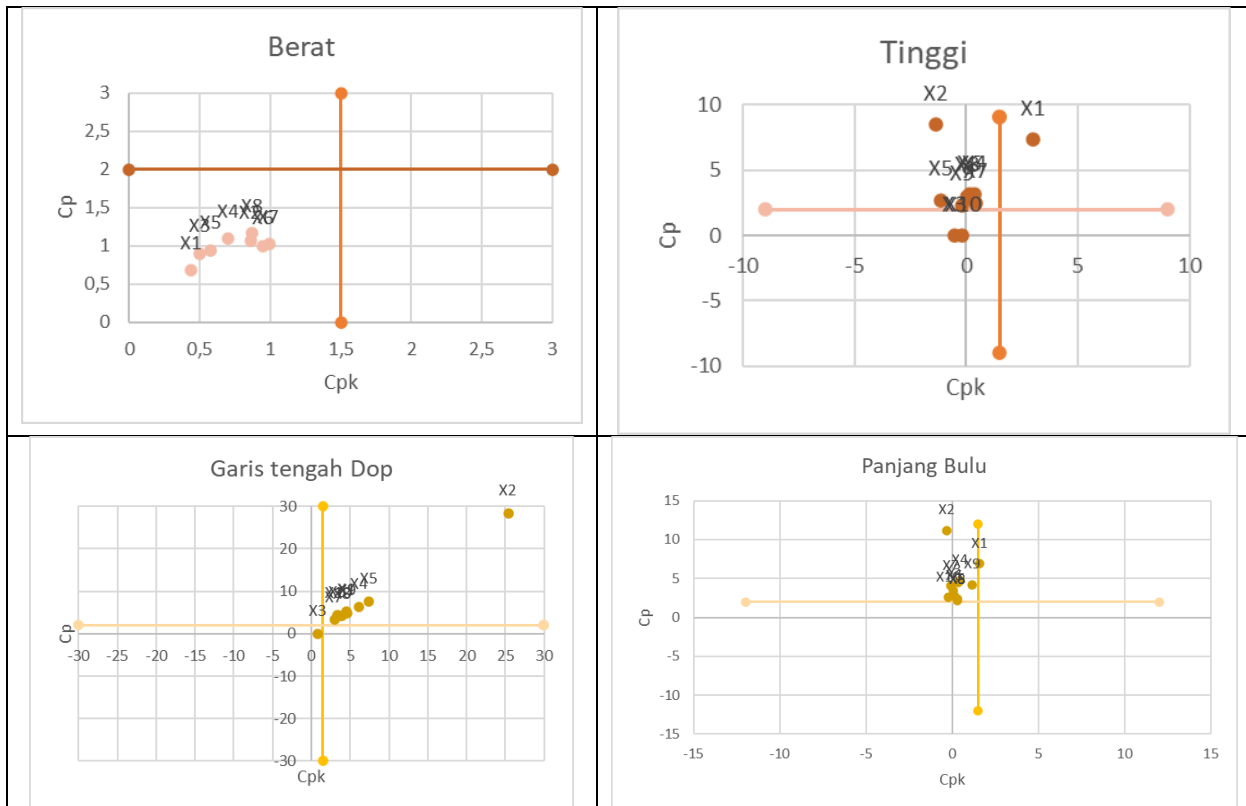 Berat
3
2,5
2
1,5
1
0,5
0
Cp
X8
X4
X7
X6
X5
X3
X1
0 0,5 1 1,5 2 2,5 3
Cpk
Tinggi
10
5
0
-5
-10
Cp
X2
X1
X5
X4
X7
X9
X10
-10 -5 0 5 10
Cpk
Garis tengah Dop
30
20
10
0
-10
-20
-30
Cp
X2
X5
X4
X7
X3
-30 -25 -20 -15 -10 -5 0 5 10 15 20 25 30
Cpk
Panjang Bulu
15
10
5
0
-5
-10
-15
Cp
X2
X1
X4
X9
X8
-15 -10 -5 0 5 10 15
Cpk